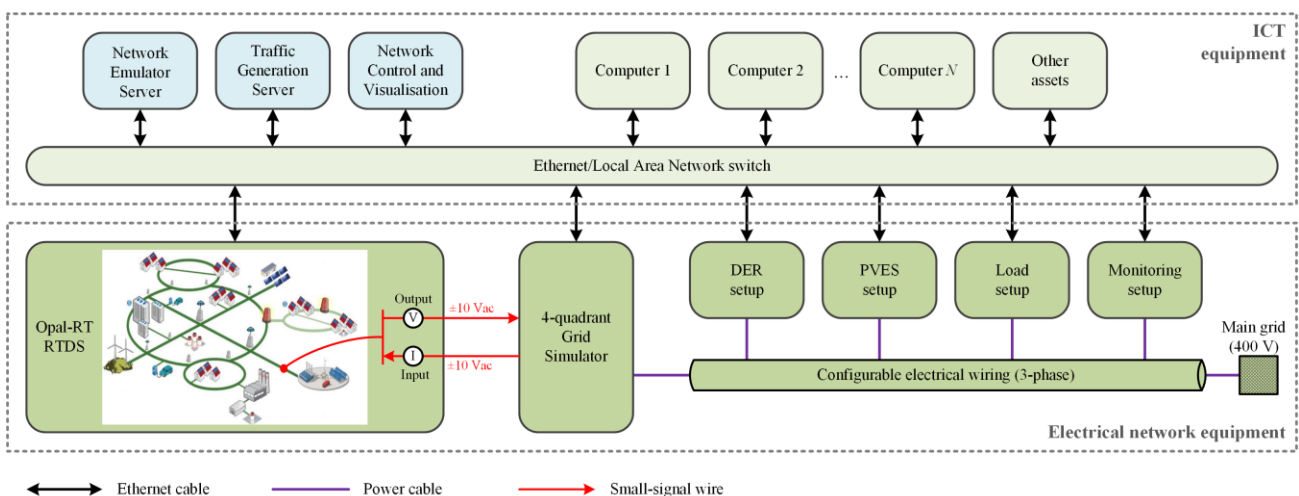 ICT
equipment
Network
Emulator
Server
Traffic
Generation
Server
Network
Control and
Visualisation
Computer 1
Computer 2
...
Computer N
Other
assets
Ethernet/Local Area Network switch
Opal-RT
RTDS
Output
V
I
Input
±10 Vac
±10 Vac
4-quadrant
Grid
Simulator
DER
setup
PVES
setup
Load
setup
Monitoring
setup
Main grid
(400 V)
Configurable electrical wiring (3-phase)
Electrical network equipment
Ethernet cable
Power cable
Small-signal wire